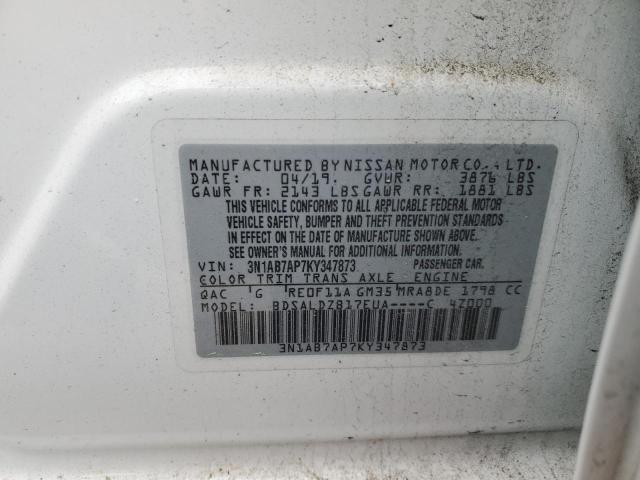 MANUFACTURED BY NISSAN MOTOR CO., LTD.
DATE: 04/19. GVWR: 3876 LBS
GAWR FR: 2143 LBS GAWR RR: 1881 LBS
THIS VEHICLE CONFORMS TO ALL APPLICABLE FEDERAL MOTOR
VEHICLE SAFETY, BUMPER AND THEFT PREVENTION STANDARDS
IN EFFECT ON THE DATE OF MANUFACTURE SHOWN ABOVE.
SEE OWNER'S MANUAL FOR ADDITIONAL INFORMATION.
VIN: 3N1AB7AP7KY347873 PASSENGER CAR.
COLOR TRIM TRANS AXLE ENGINE
QAC G RE0F11A GM35 MRA8DE 1798 CC
MODEL: BDSALDZB17EUA----C 4Z000
3N1AB7AP7KY347873